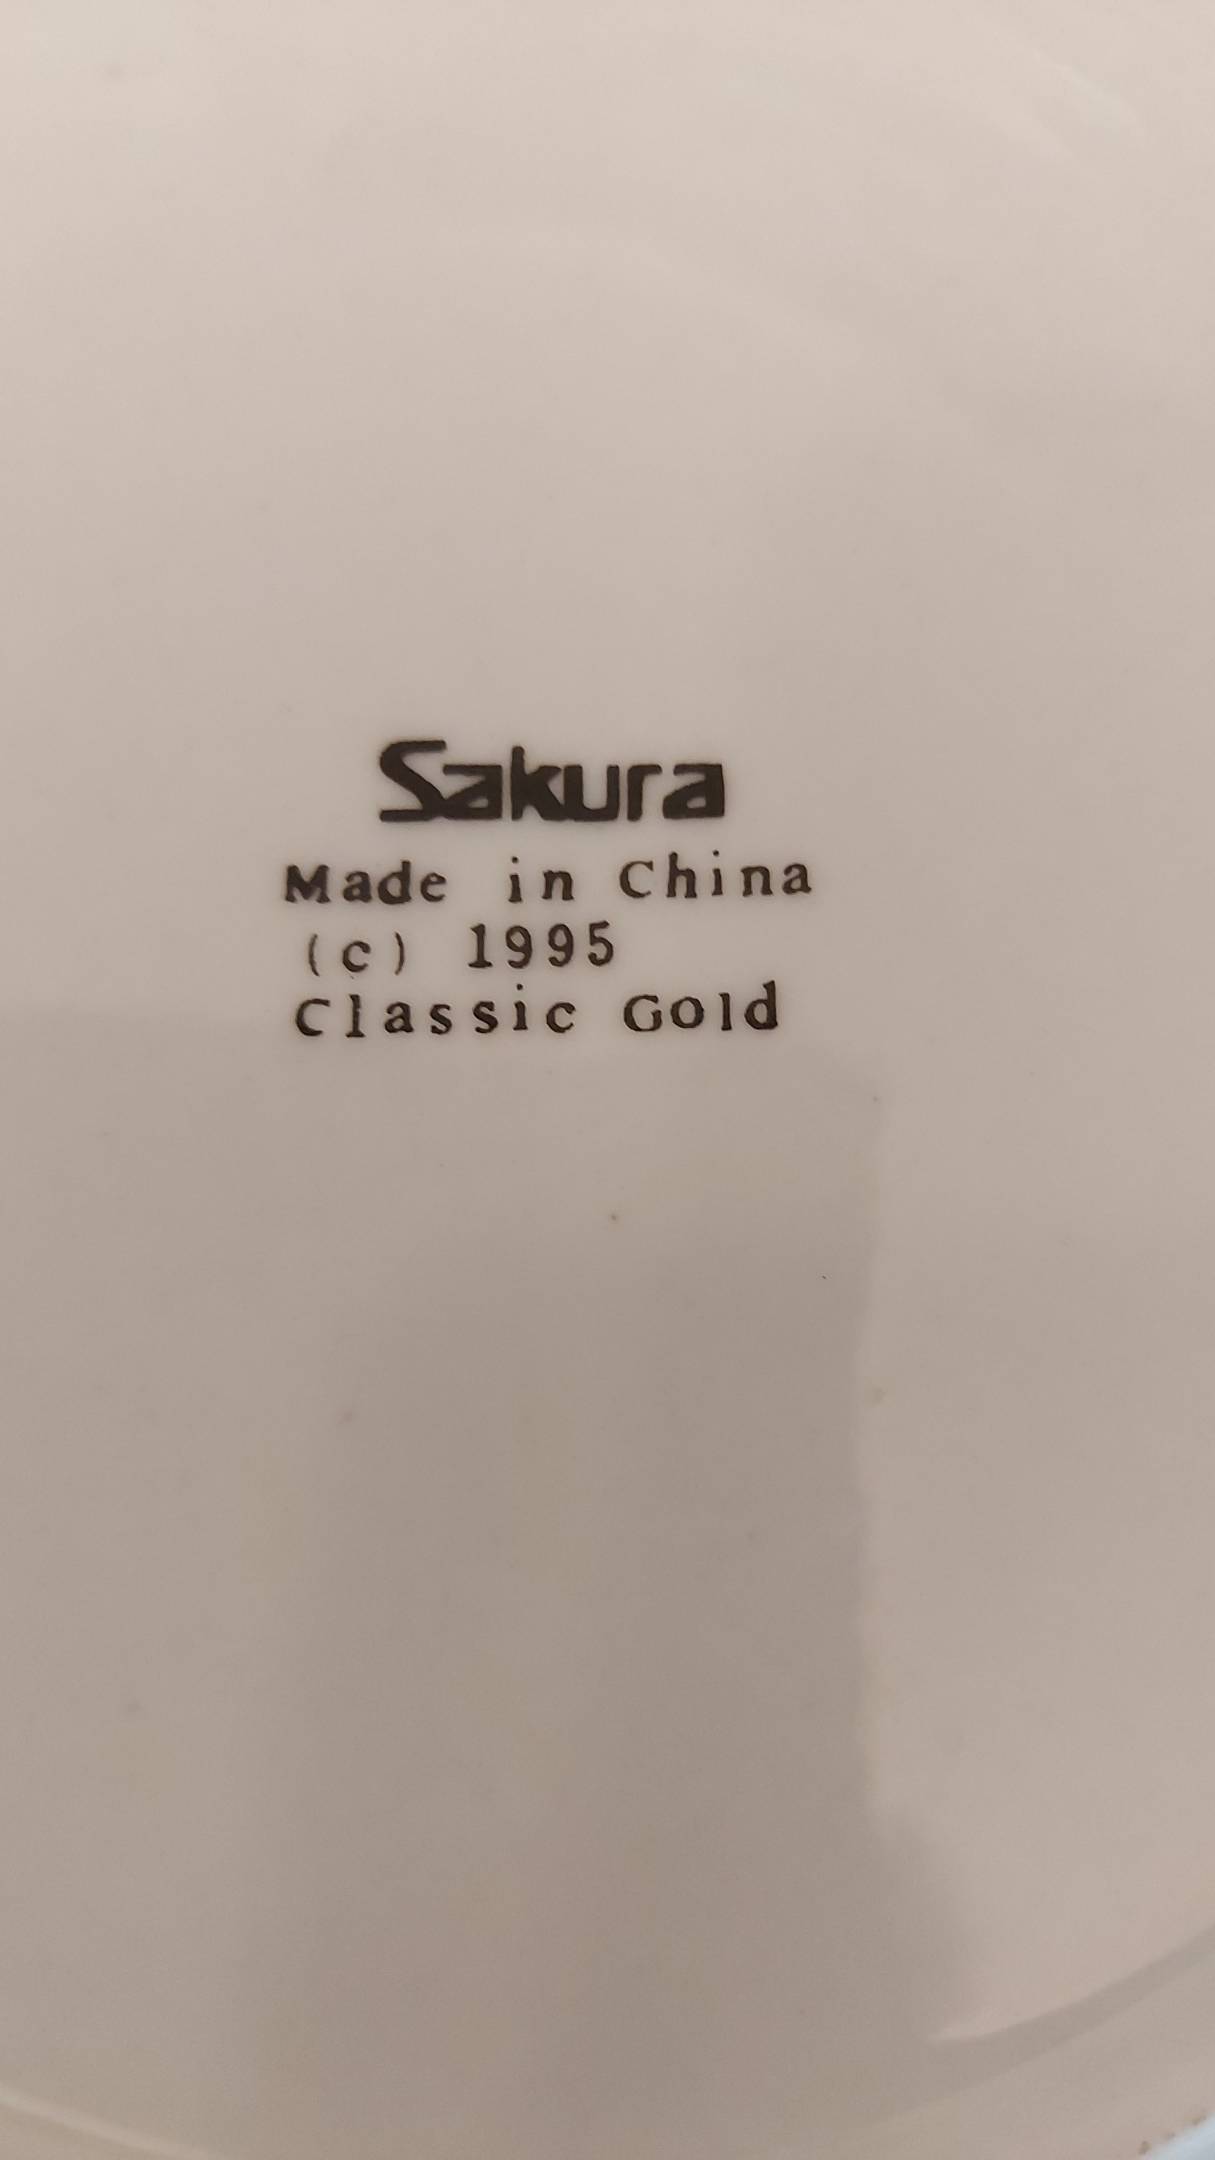 Sakura
Made in China
(c) 1995
Classic Gold